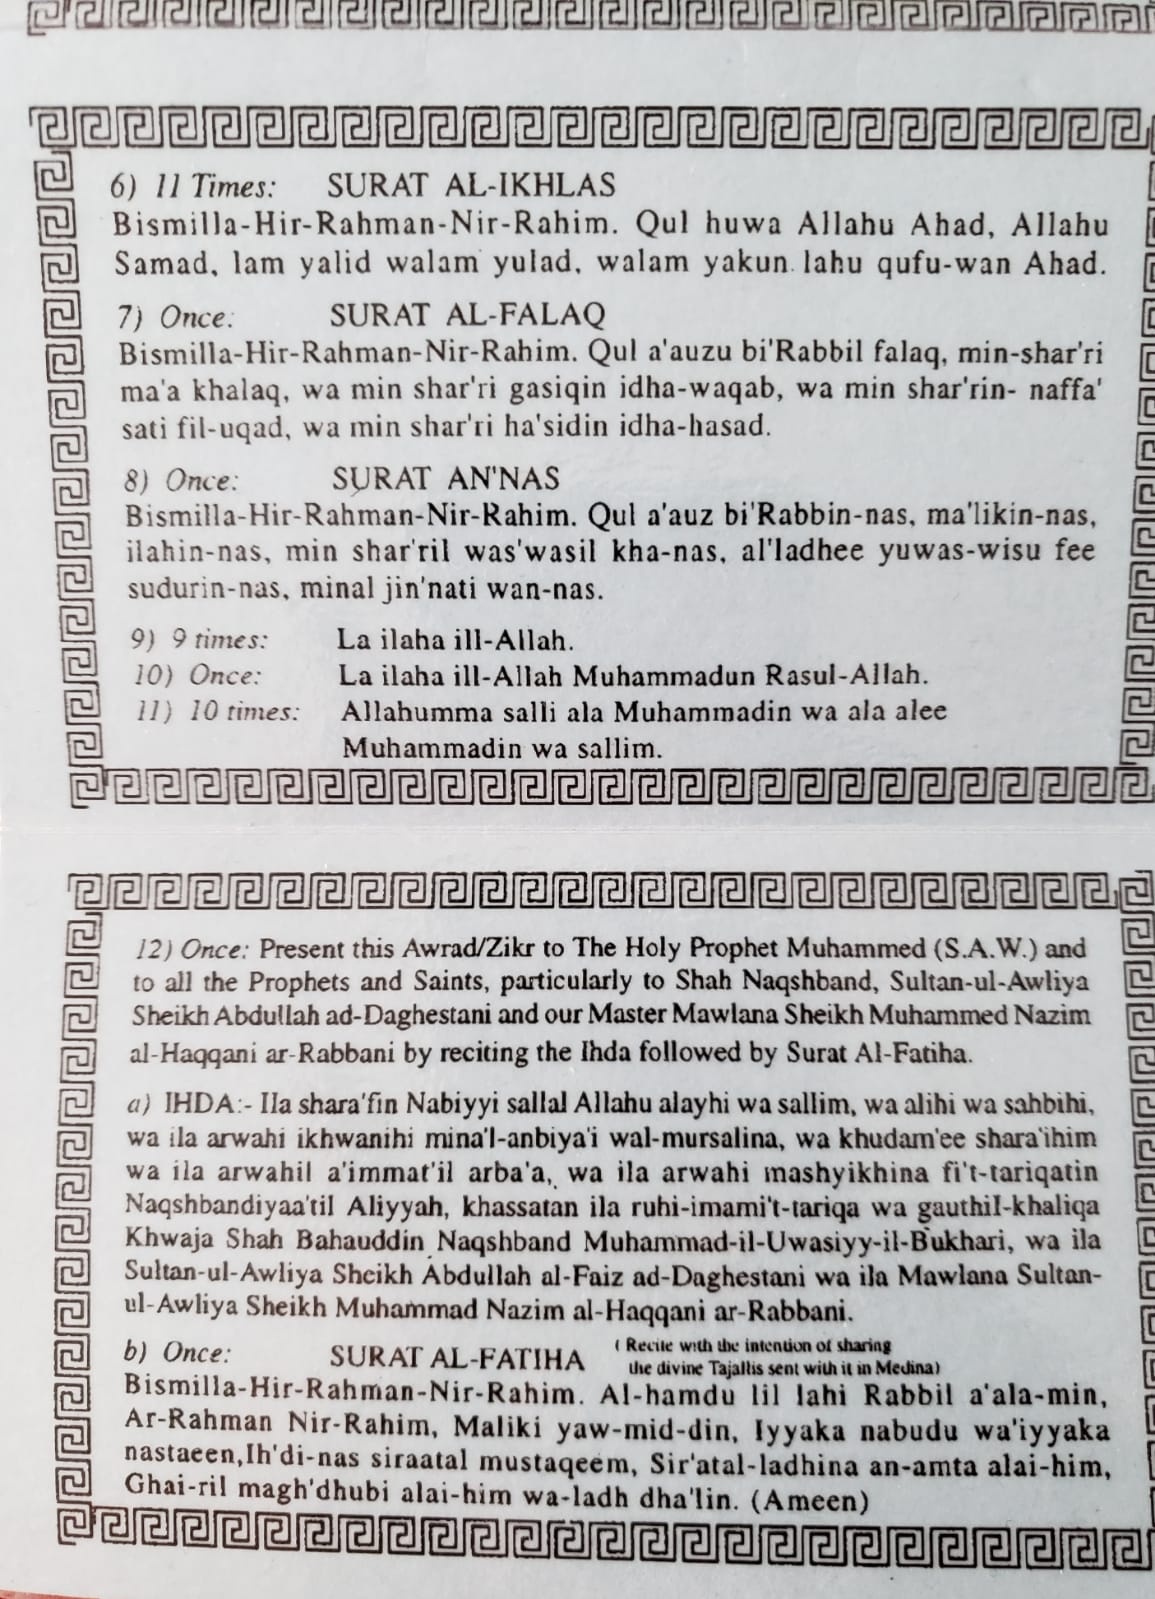 6) 11 Times: SURAT AL-IKHLAS
Bismilla-Hir-Rahman-Nir-Rahim. Qul huwa Allahu Ahad, Allahu
Samad, lam yalid walam yulad, walam yakun lahu qufu-wan Ahad.
7) Once: SURAT AL-FALAQ
Bismilla-Hir-Rahman-Nir-Rahim. Qul a'auzu bi'Rabbil falaq, min-shar'ri
ma'a khalaq, wa min shar'ri gasiqin idha-waqab, wa min shar'rin- naffa'
sati fil-uqad, wa min shar'ri ha'sidin idha-hasad.
8) Once: SURAT AN'NAS
Bismilla-Hir-Rahman-Nir-Rahim. Qul a'auz bi'Rabbin-nas, ma'likin-nas,
ilahin-nas, min shar'ril was'wasil kha-nas, al'ladhee yuwas-wisu fee
sudurin-nas, minal jin'nati wan-nas.
9) 9 times: La ilaha ill-Allah.
10) Once: La ilaha ill-Allah Muhammadun Rasul-Allah.
11) 10 times: Allahumma salli ala Muhammadin wa ala alee
Muhammadin wa sallim.
12) Once: Present this Awrad/Zikr to The Holy Prophet Muhammed (S.A.W.) and
to all the Prophets and Saints, particularly to Shah Naqshband, Sultan-ul-Awliya
Sheikh Abdullah ad-Daghestani and our Master Mawlana Sheikh Muhammed Nazim
al-Haqqani ar-Rabbani by reciting the Ihda followed by Surat Al-Fatiha.
a) IHDA:- Ila shara'fin Nabiyyi sallal Allahu alayhi wa sallim, wa alihi wa sahbihi,
wa ila arwahi ikhwanihi mina'l-anbiya'i wal-mursalina, wa khudam'ee shara'ihim
wa ila arwahil a'immat'il arba'a, wa ila arwahi mashyikhina fi't-tariqatin
Naqshbandiyaa'til Aliyyah, khassatan ila ruhi-imami't-tariqa wa gauthil-khaliqa
Khwaja Shah Bahauddin Naqshband Muhammad-il-Uwasiyy-il-Bukhari, wa ila
Sultan-ul-Awliya Sheikh Abdullah al-Faiz ad-Daghestani wa ila Mawlana Sultan-
ul-Awliya Sheikh Muhammad Nazim al-Haqqani ar-Rabbani.
b) Once: SURAT AL-FATIHA ( Recite with the intention of sharing
the divine Tajallis sent with it in Medina)
Bismilla-Hir-Rahman-Nir-Rahim. Al-hamdu lil lahi Rabbil a'ala-min,
Ar-Rahman Nir-Rahim, Maliki yaw-mid-din, Iyyaka nabudu wa'iyyaka
nastaeen,Ih'di-nas siraatal mustaqeem, Sir'atal-ladhina an-amta alai-him,
Ghai-ril magh'dhubi alai-him wa-ladh dha'lin. (Ameen)